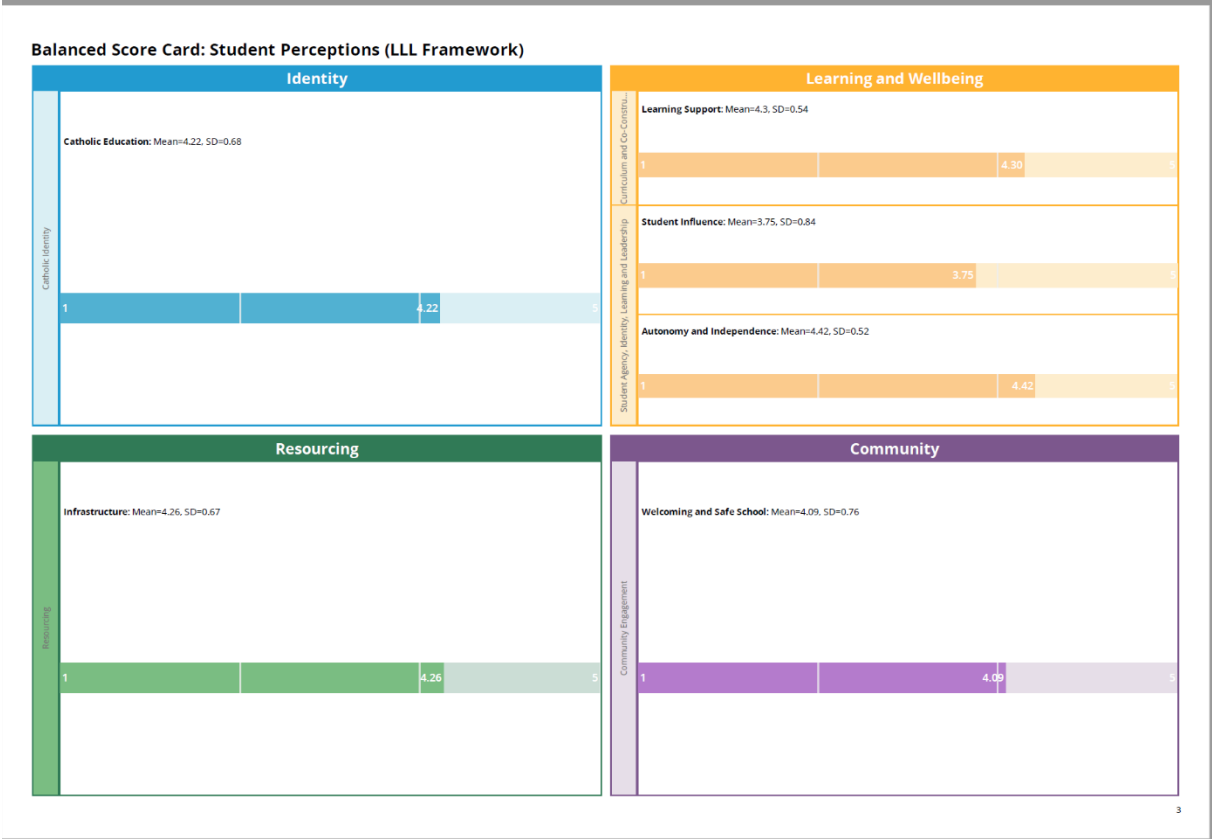 Balanced Score Card: Student Perceptions (LLL Framework)
Identity
Catholic Identity
Catholic Education: Mean=4.22, SD=0.68
1 4.22 5
Learning and Wellbeing
Curriculum and Co-Constru...
Learning Support: Mean=4.3, SD=0.54
1 4.30 5
Student Agency, Identity, Learning and Leadership
Student Influence: Mean=3.75, SD=0.84
1 3.75 5
Autonomy and Independence: Mean=4.42, SD=0.52
1 4.42 5
Resourcing
Resourcing
Infrastructure: Mean=4.26, SD=0.67
1 4.26 5
Community
Community Engagement
Welcoming and Safe School: Mean=4.09, SD=0.76
1 4.09 5
3